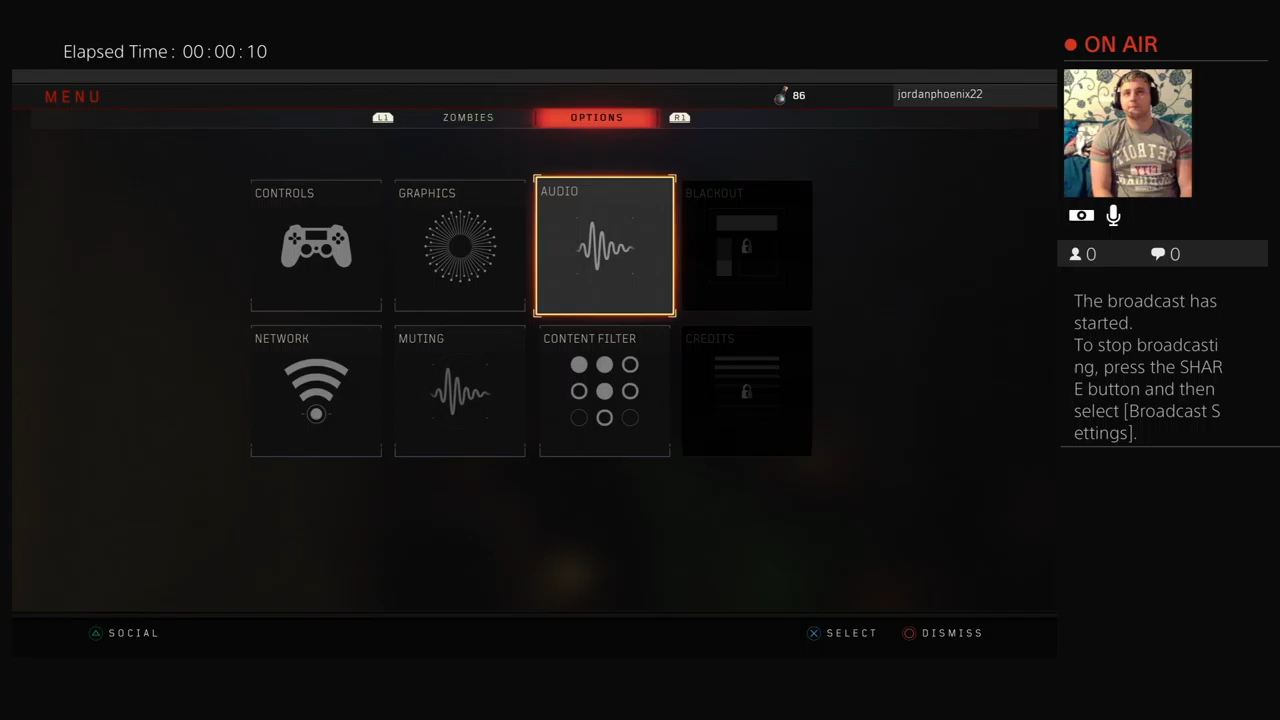 Elapsed Time : 00:00:10
ON AIR
MENU
86
jordanphoenix22
L1
ZOMBIES
OPTIONS
R1
CONTROLS
GRAPHICS
AUDIO
BLACKOUT
NETWORK
MUTING
CONTENT FILTER
CREDITS
SOCIAL
SELECT
DISMISS
0
0
The broadcast has
started.
To stop broadcasti
ng, press the SHAR
E button and then
select [Broadcast S
ettings].